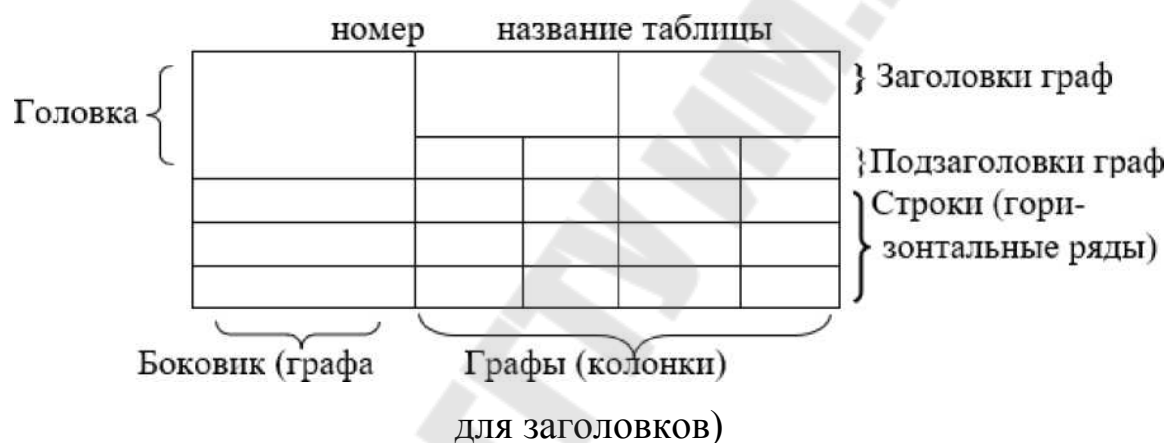 номер название таблицы
Головка
} Заголовки граф
}Подзаголовки граф
Строки (гори-
зонтальные ряды)
Боковик (графа Графы (колонки)
для заголовков)